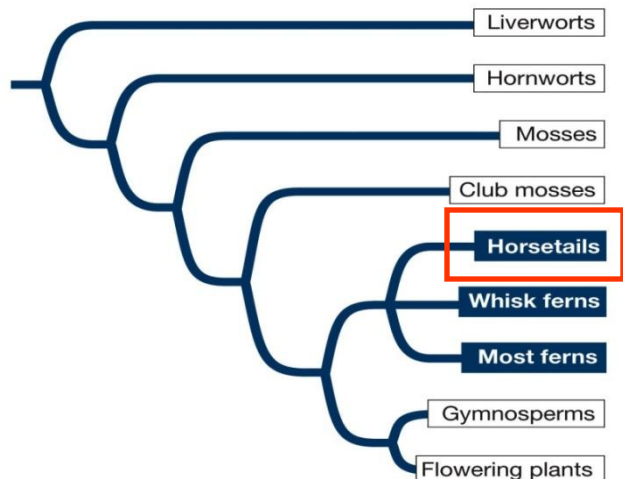 Liverworts
Hornworts
Mosses
Club mosses
Horsetails
Whisk ferns
Most ferns
Gymnosperms
Flowering plants